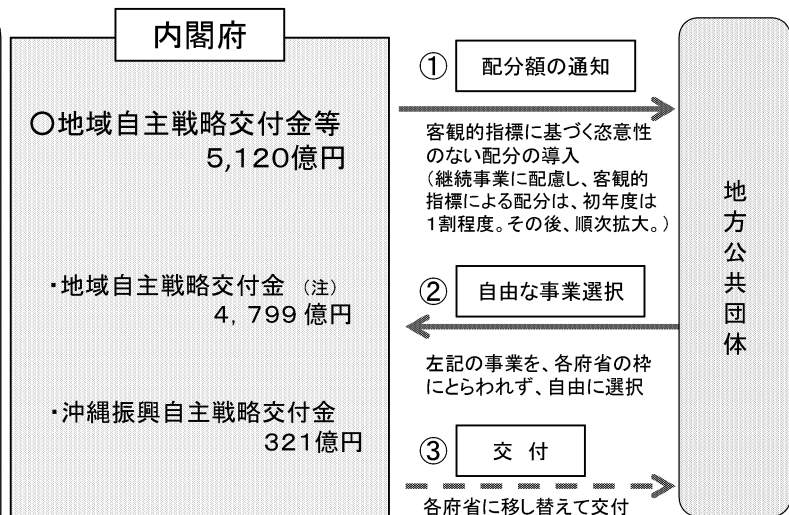 内閣府
〇地域自主戦略交付金等
5,120億円
・地域自主戦略交付金 (注)
4,799億円
・沖縄振興自主戦略交付金
321億円
① 配分額の通知
客観的指標に基づく恣意性
のない配分の導入
(継続事業に配慮し、客観的
指標による配分は、初年度は
1割程度。その後、順次拡大。)
② 自由な事業選択
左記の事業を、各府省の枠
にとらわれず、自由に選択
③ 交 付
各府省に移し替えて交付
地方公共団体